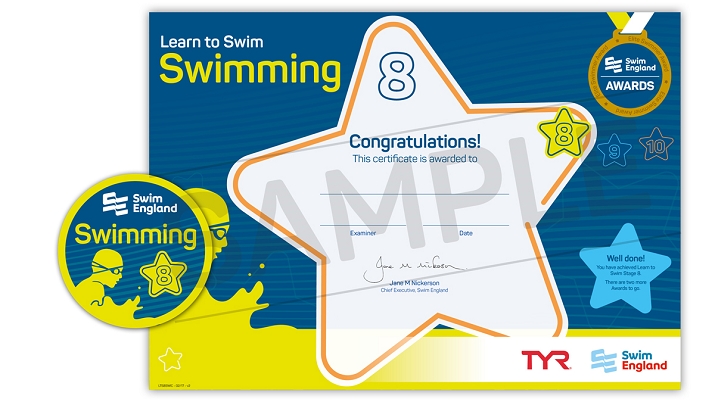 Learn to Swim
Swimming
8
Swim
England
AWARDS
Congratulations!
This certificate is awarded to
8
9
10
SAMPLE
Examiner
Date
Jane M Nickerson
Jane M Nickerson
Chief Executive, Swim England
Well done!
You have achieved Learn to
Swim Stage 8.
There are two more
Awards to go.
Swim
England
Swimming
8
TYR
Swim
England